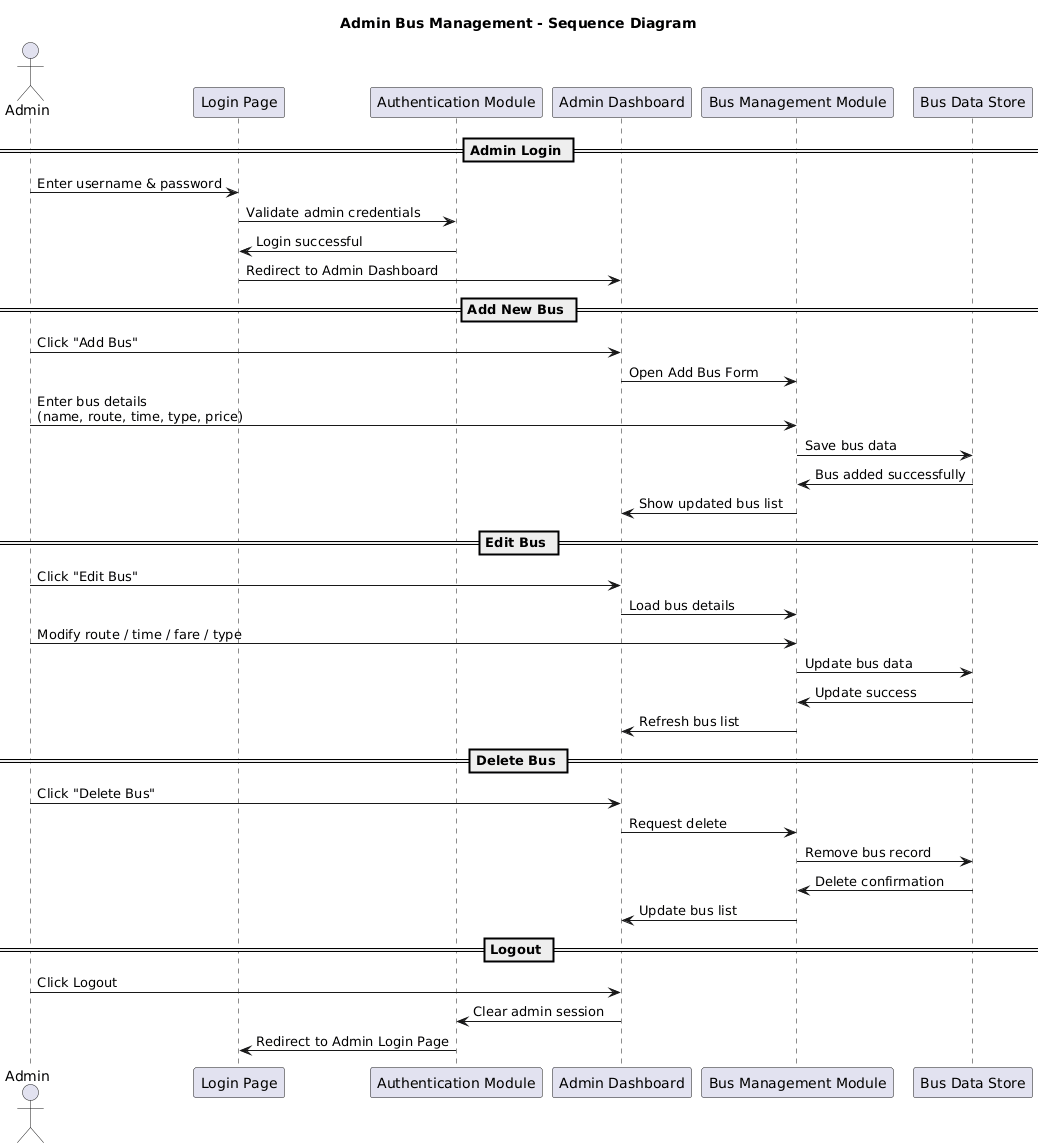 Admin Bus Management - Sequence Diagram
Admin
Login Page
Authentication Module
Admin Dashboard
Bus Management Module
Bus Data Store
Admin Login
Enter username & password
Validate admin credentials
Login successful
Redirect to Admin Dashboard
Add New Bus
Click "Add Bus"
Open Add Bus Form
Enter bus details
(name, route, time, type, price)
Save bus data
Bus added successfully
Show updated bus list
Edit Bus
Click "Edit Bus"
Load bus details
Modify route / time / fare / type
Update bus data
Update success
Refresh bus list
Delete Bus
Click "Delete Bus"
Request delete
Remove bus record
Delete confirmation
Update bus list
Logout
Click Logout
Clear admin session
Redirect to Admin Login Page
Admin
Login Page
Authentication Module
Admin Dashboard
Bus Management Module
Bus Data Store